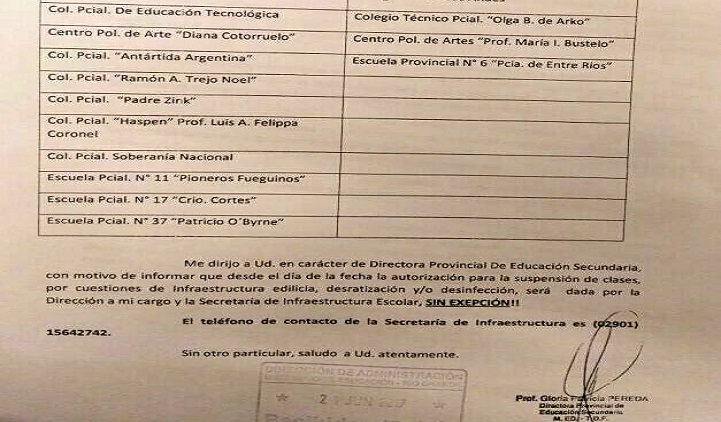 Col. Pcial. De Educación Tecnológica
Colegio Técnico Pcial. "Olga B. de Arko"
Centro Pol. de Arte "Diana Cotorruelo"
Centro Pol. de Artes "Prof. María I. Bustelo"
Col. Pcial. "Antártida Argentina"
Escuela Provincial N° 6 "Pcia. de Entre Ríos"
Col. Pcial. "Ramón A. Trejo Noel"
Col. Pcial. "Padre Zink"
Col. Pcial. "Haspen" Prof. Luis A. Felippa
Coronel
Col. Pcial. Soberanía Nacional
Escuela Pcial. N° 11 "Pioneros Fueguinos"
Escuela Pcial. N° 17 "Crio. Cortes"
Escuela Pcial. N° 37 "Patricio O´Byrne"
Me dirijo a Ud. en carácter de Directora Provincial De Educación Secundaria,
con motivo de informar que desde el día de la fecha la autorización para la suspensión de clases,
por cuestiones de Infraestructura edilicia, desratización y/o desinfección, será dada por la
Dirección a mi cargo y la Secretaría de Infraestructura Escolar, SIN EXEPCIÓN!!
El teléfono de contacto de la Secretaría de Infraestructura es (02901)
15642742.
Sin otro particular, saludo a Ud. atentamente.
DIRECCIÓN DE ADMINISTRACIÓN
JUN
Prof. Gloria Patricia PEREDA
Directora Provincial de
Educación Secundaria
M. ED. - T.D.F.